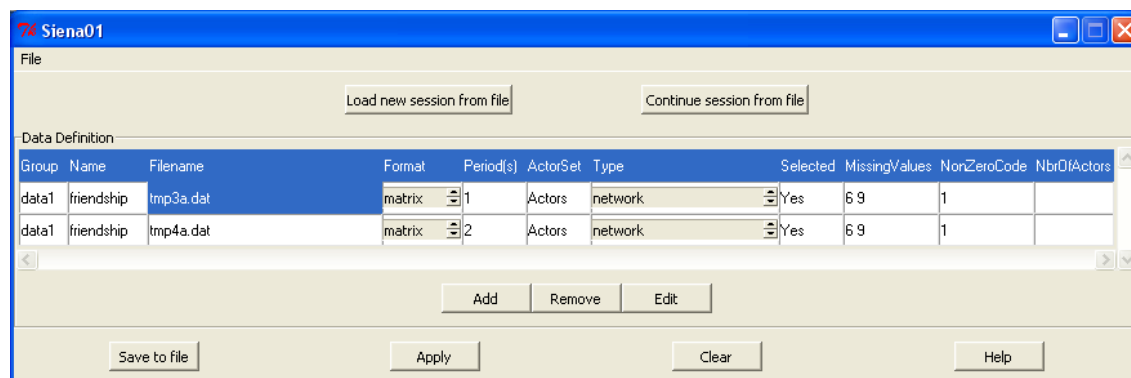 Siena01
File
Load new session from file Continue session from file
Data Definition
Group Name Filename Format Period(s) ActorSet Type Selected MissingValues NonZeroCode NbrOfActors
data1 friendship tmp3a.dat matrix 1 Actors network Yes 6 9 1
data1 friendship tmp4a.dat matrix 2 Actors network Yes 6 9 1
Add Remove Edit
Save to file Apply Clear Help